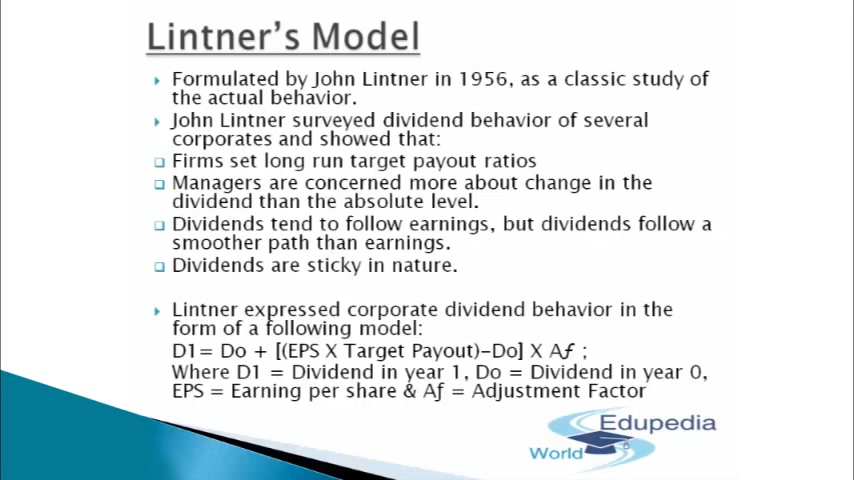 Lintner's Model
Formulated by John Lintner in 1956, as a classic study of
the actual behavior.
John Lintner surveyed dividend behavior of several
corporates and showed that:
Firms set long run target payout ratios
Managers are concerned more about change in the
dividend than the absolute level.
Dividends tend to follow earnings, but dividends follow a
smoother path than earnings.
Dividends are sticky in nature.
Lintner expressed corporate dividend behavior in the
form of a following model:
D1= Do + [(EPS X Target Payout)-Do] X Aƒ ;
Where D1 = Dividend in year 1, Do = Dividend in year 0,
EPS = Earning per share & Aƒ = Adjustment Factor
Edupedia
World